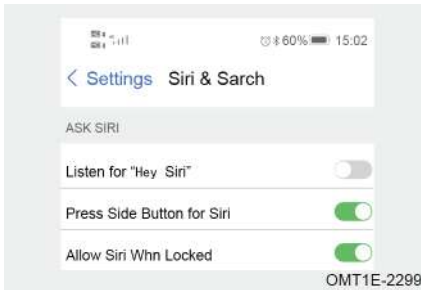 60% 15:02
< Settings Siri & Sarch
ASK SIRI
Listen for "Hey Siri"
Press Side Button for Siri
Allow Siri Whn Locked
OMT1E-2299